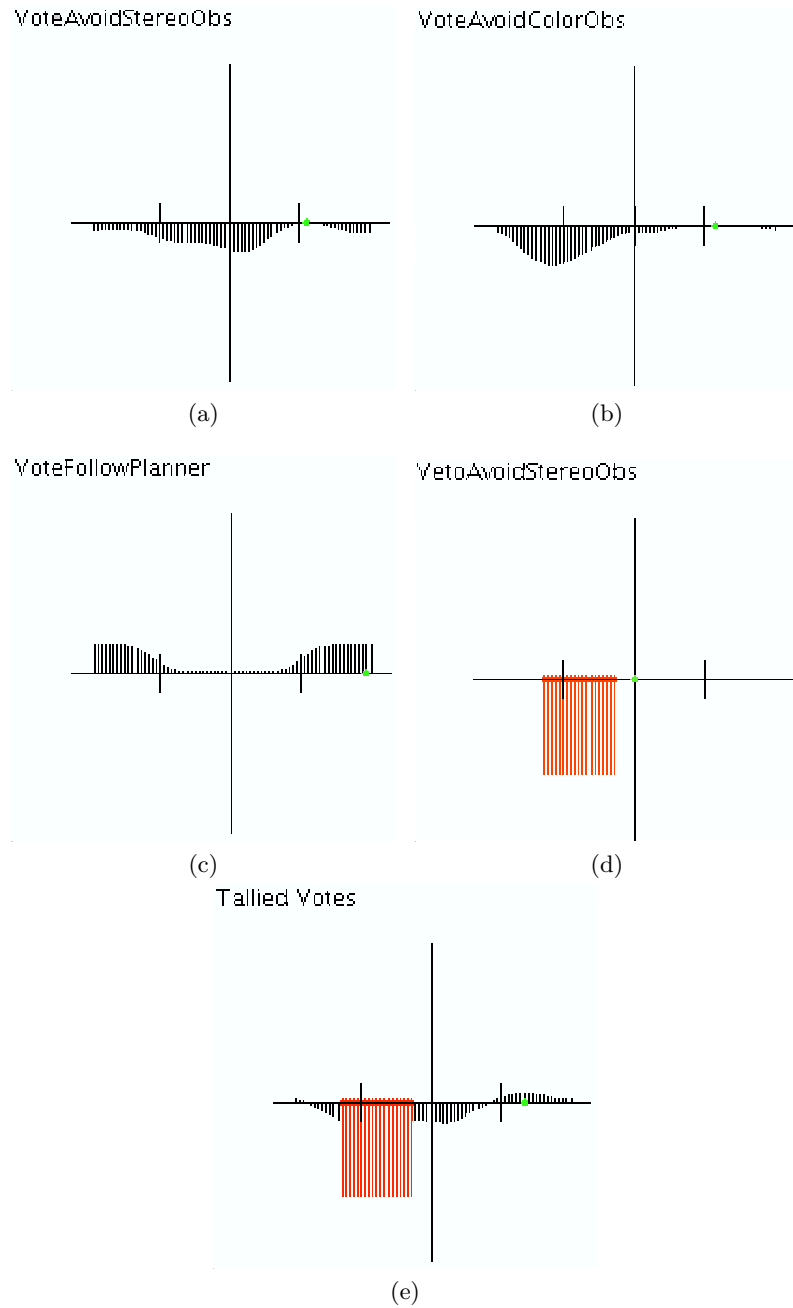 VoteAvoidStereoObs
VoteAvoidColorObs
(a)
(b)
VoteFollowPlanner
VetoAvoidStereoObs
(c)
(d)
Tallied Votes
(e)